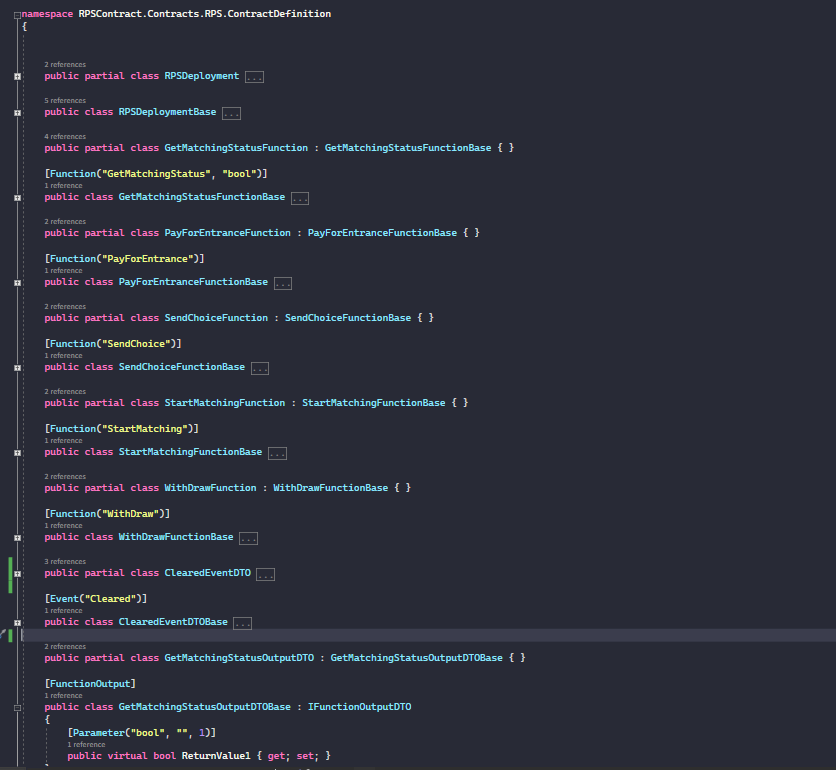 namespace RPSContract.Contracts.RPS.ContractDefinition
{
2 references
public partial class RPSDeployment ...
5 references
public class RPSDeploymentBase ...
4 references
public partial class GetMatchingStatusFunction : GetMatchingStatusFunctionBase { }
[Function("GetMatchingStatus", "bool")]
1 reference
public class GetMatchingStatusFunctionBase ...
2 references
public partial class PayForEntranceFunction : PayForEntranceFunctionBase { }
[Function("PayForEntrance")]
1 reference
public class PayForEntranceFunctionBase ...
2 references
public partial class SendChoiceFunction : SendChoiceFunctionBase { }
[Function("SendChoice")]
1 reference
public class SendChoiceFunctionBase ...
2 references
public partial class StartMatchingFunction : StartMatchingFunctionBase { }
[Function("StartMatching")]
1 reference
public class StartMatchingFunctionBase ...
2 references
public partial class WithDrawFunction : WithDrawFunctionBase { }
[Function("WithDraw")]
1 reference
public class WithDrawFunctionBase ...
3 references
public partial class ClearedEventDTO ...
[Event("Cleared")]
1 reference
public class ClearedEventDTOBase ...
2 references
public partial class GetMatchingStatusOutputDTO : GetMatchingStatusOutputDTOBase { }
[FunctionOutput]
1 reference
public class GetMatchingStatusOutputDTOBase : IFunctionOutputDTO
{
[Parameter("bool", "", 1)]
1 reference
public virtual bool ReturnValue1 { get; set; }